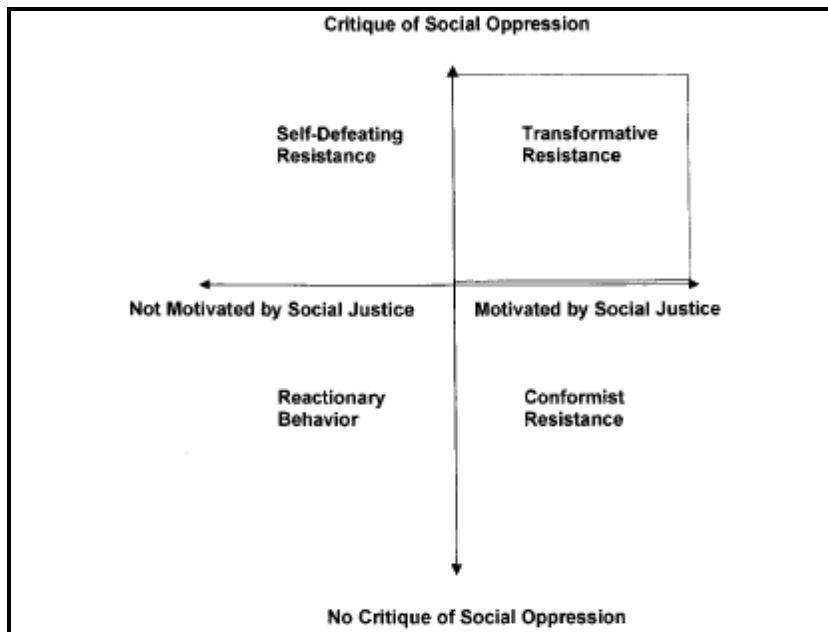 Critique of Social Oppression
Self-Defeating
Resistance
Transformative
Resistance
Not Motivated by Social Justice
Motivated by Social Justice
Reactionary
Behavior
Conformist
Resistance
No Critique of Social Oppression